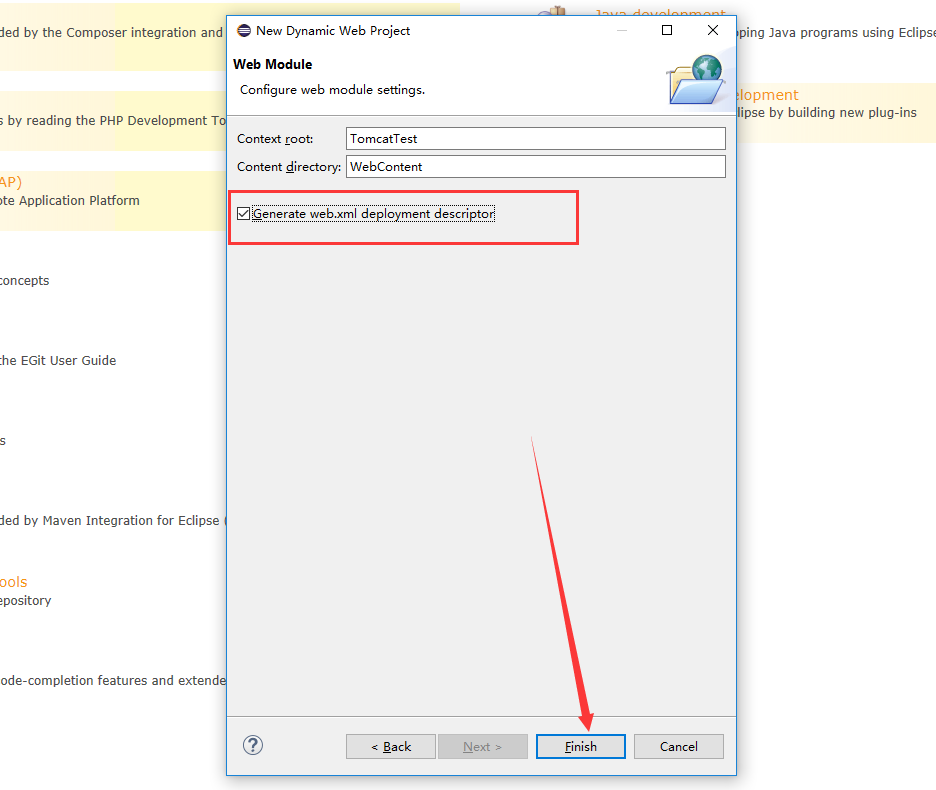 New Dynamic Web Project
Java development
ded by the Composer integration and
ping Java programs using Eclipse
Web Module
Configure web module settings.
elopment
lipse by building new plug-ins
s by reading the PHP Development To
Context root: TomcatTest
Content directory: WebContent
AP)
ote Application Platform
Generate web.xml deployment descriptor
concepts
the EGit User Guide
s
ded by Maven Integration for Eclipse (
ools
epository
ode-completion features and extende
?
< Back
Next >
Finish
Cancel